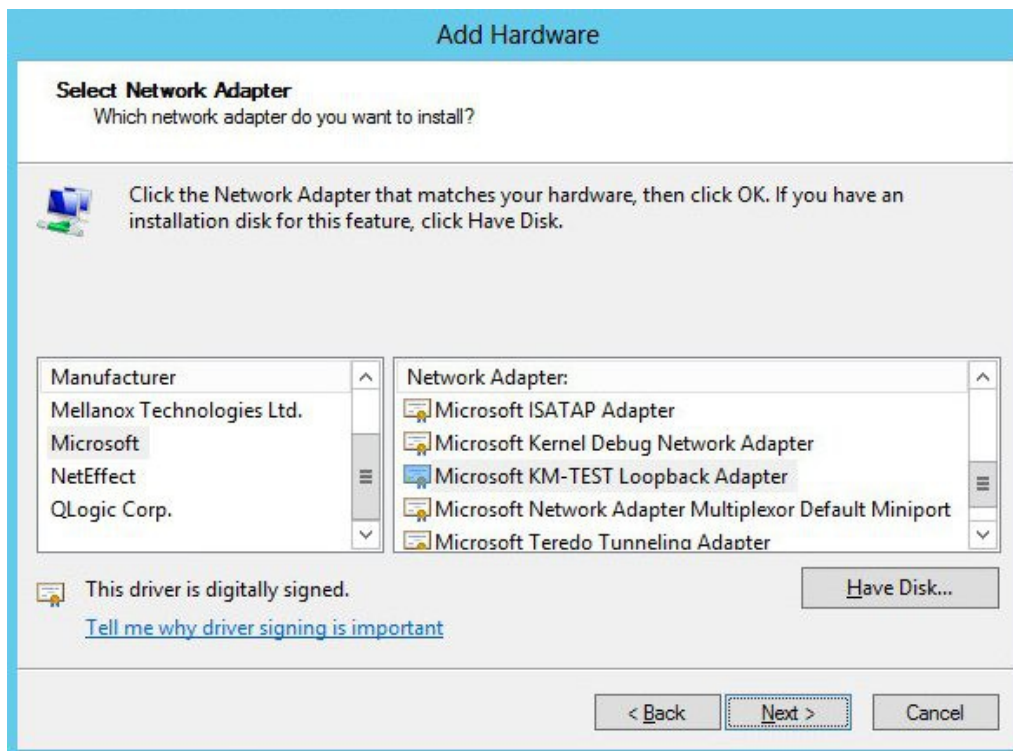 Add Hardware
Select Network Adapter
Which network adapter do you want to install?
Click the Network Adapter that matches your hardware, then click OK. If you have an
installation disk for this feature, click Have Disk.
Manufacturer
Mellanox Technologies Ltd.
Microsoft
NetEffect
QLogic Corp.
Network Adapter:
Microsoft ISATAP Adapter
Microsoft Kernel Debug Network Adapter
Microsoft KM-TEST Loopback Adapter
Microsoft Network Adapter Multiplexor Default Miniport
Microsoft Teredo Tunneling Adapter
This driver is digitally signed.
Have Disk...
Tell me why driver signing is important
< Back
Next >
Cancel